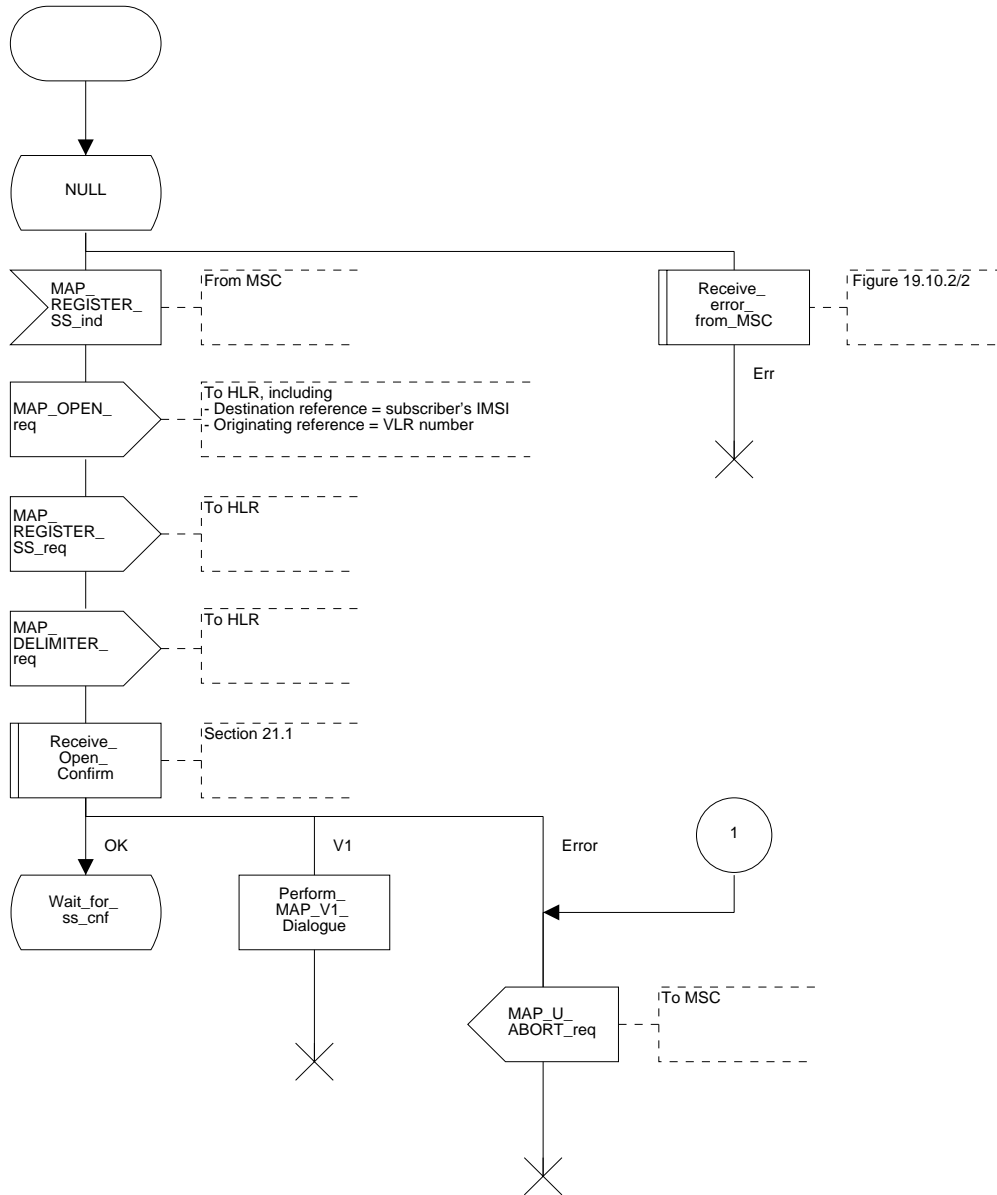 NULL
MAP_
REGISTER_
SS_ind
From MSC
Receive_
error_
from_MSC
Figure 19.10.2/2
Err
MAP_OPEN_
req
To HLR, including
- Destination reference = subscriber's IMSI
- Originating reference = VLR number
MAP_
REGISTER_
SS_req
To HLR
MAP_
DELIMITER_
req
To HLR
Receive_
Open_
Confirm
Section 21.1
OK
V1
Error
1
Wait_for_
ss_cnf
Perform_
MAP_V1_
Dialogue
MAP_U_
ABORT_req
To MSC